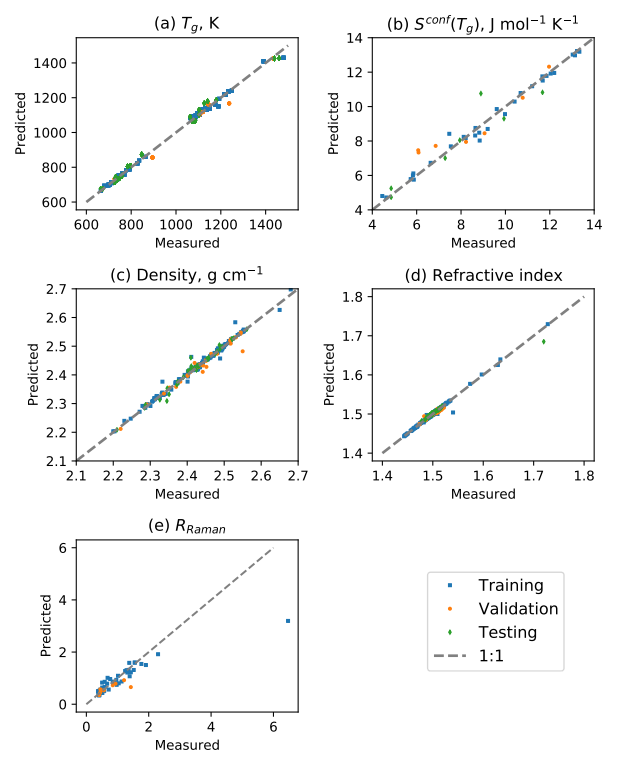 (a) Tg, K
1400
1200
1000
800
600
600 800 1000 1200 1400
Measured
Predicted
(b) S^conf(Tg), J mol⁻¹ K⁻¹
14
12
10
8
6
4
4 6 8 10 12 14
Measured
Predicted
(c) Density, g cm⁻¹
2.7
2.6
2.5
2.4
2.3
2.2
2.1
2.1 2.2 2.3 2.4 2.5 2.6 2.7
Measured
Predicted
(d) Refractive index
1.8
1.7
1.6
1.5
1.4
1.4 1.5 1.6 1.7 1.8
Measured
Predicted
(e) R_Raman
6
4
2
0
0 2 4 6
Measured
Predicted
Training
Validation
Testing
1:1